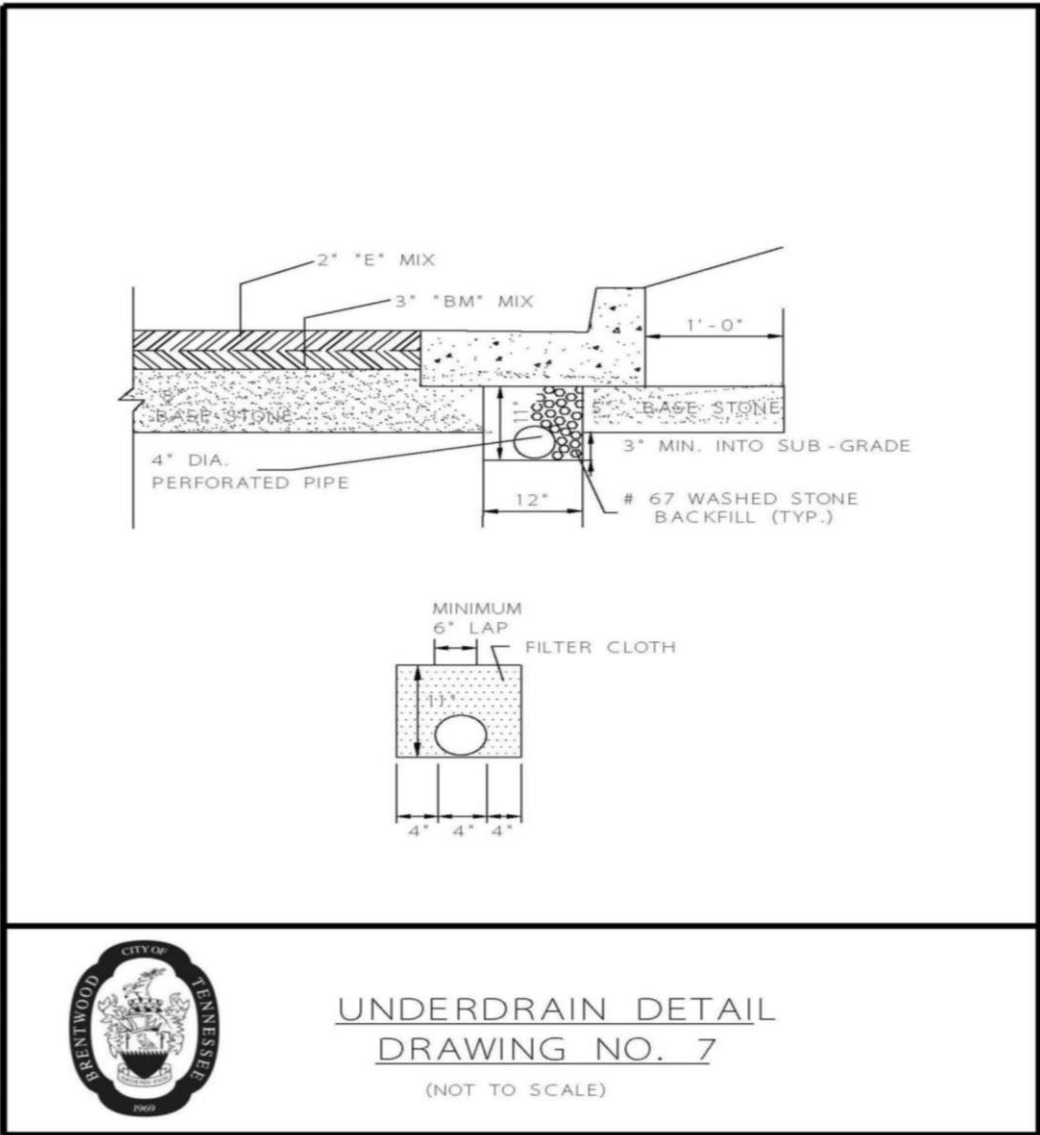 2" "E" MIX
3" "BM" MIX
1'-0"
BASE STONE
11"
5" BASE STONE
3" MIN. INTO SUB-GRADE
4" DIA.
PERFORATED PIPE
12"
# 67 WASHED STONE
BACKFILL (TYP.)
MINIMUM
6" LAP
FILTER CLOTH
11"
4" 4" 4"
CITY OF
BRENTWOOD
TENNESSEE
1969
UNDERDRAIN DETAIL
DRAWING NO. 7
(NOT TO SCALE)